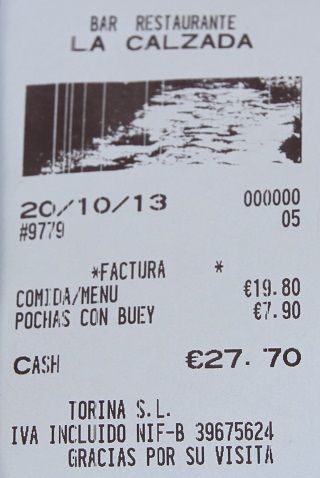 BAR RESTAURANTE
LA CALZADA
20/10/13 000000
#9779 05
*FACTURA *
COMIDA/MENU €19.80
POCHAS CON BUEY €7.90
CASH €27.70
TORINA S.L.
IVA INCLUIDO NIF-B 39675624
GRACIAS POR SU VISITA